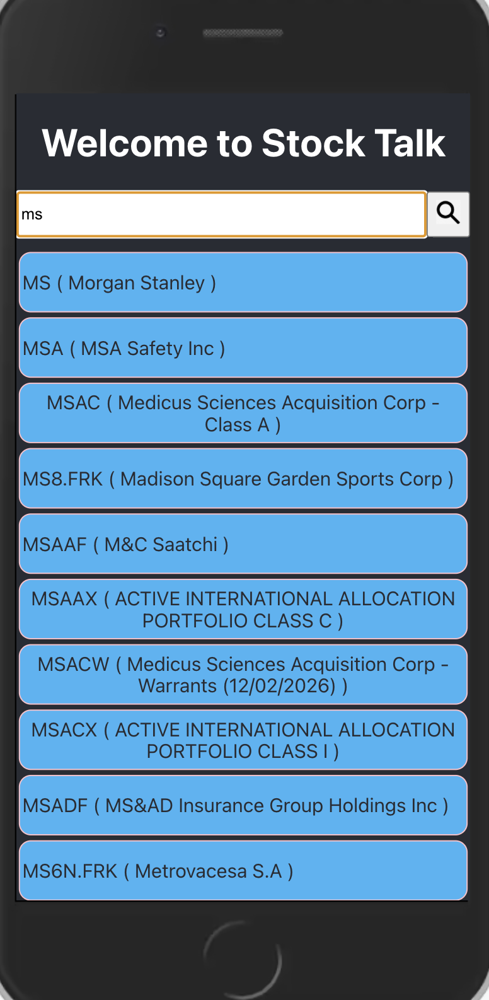 Welcome to Stock Talk
ms
MS ( Morgan Stanley )
MSA ( MSA Safety Inc )
MSAC ( Medicus Sciences Acquisition Corp -
Class A )
MS8.FRK ( Madison Square Garden Sports Corp )
MSAAF ( M&C Saatchi )
MSAAX ( ACTIVE INTERNATIONAL ALLOCATION
PORTFOLIO CLASS C )
MSACW ( Medicus Sciences Acquisition Corp -
Warrants (12/02/2026) )
MSACX ( ACTIVE INTERNATIONAL ALLOCATION
PORTFOLIO CLASS I )
MSADF ( MS&AD Insurance Group Holdings Inc )
MS6N.FRK ( Metrovacesa S.A )